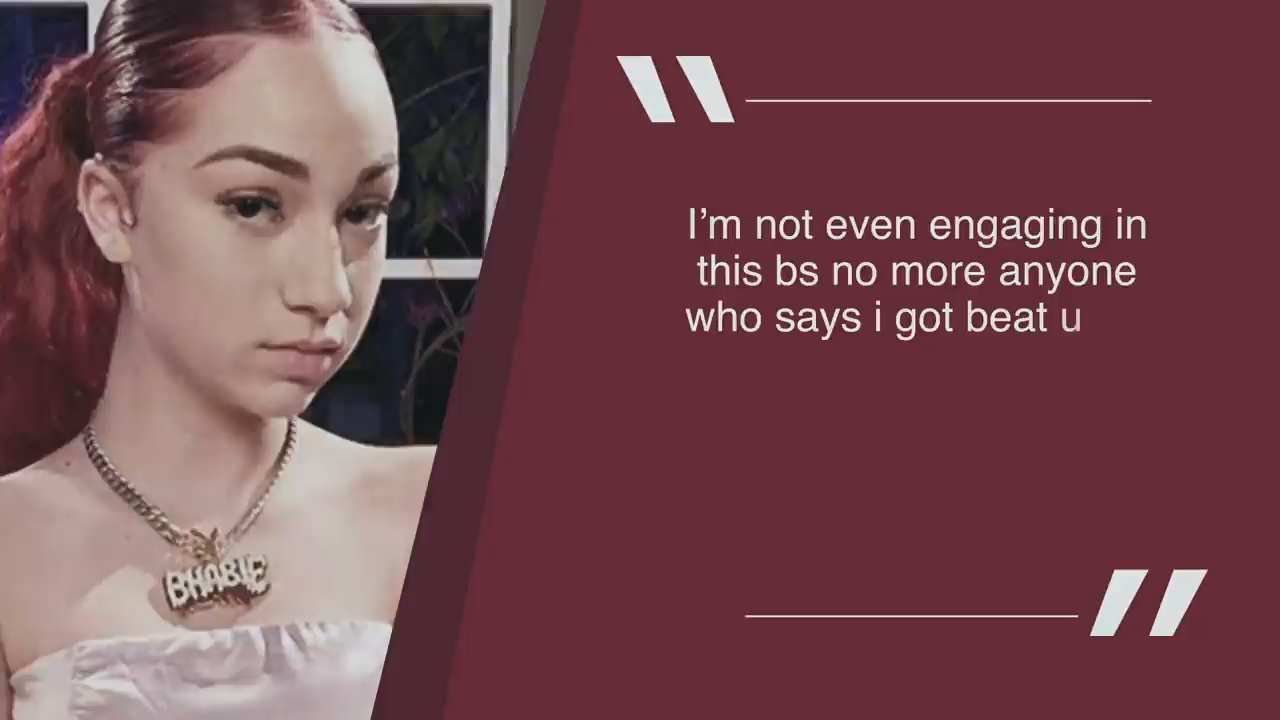 I’m not even engaging in
this bs no more anyone
who says i got beat u
BHABIE